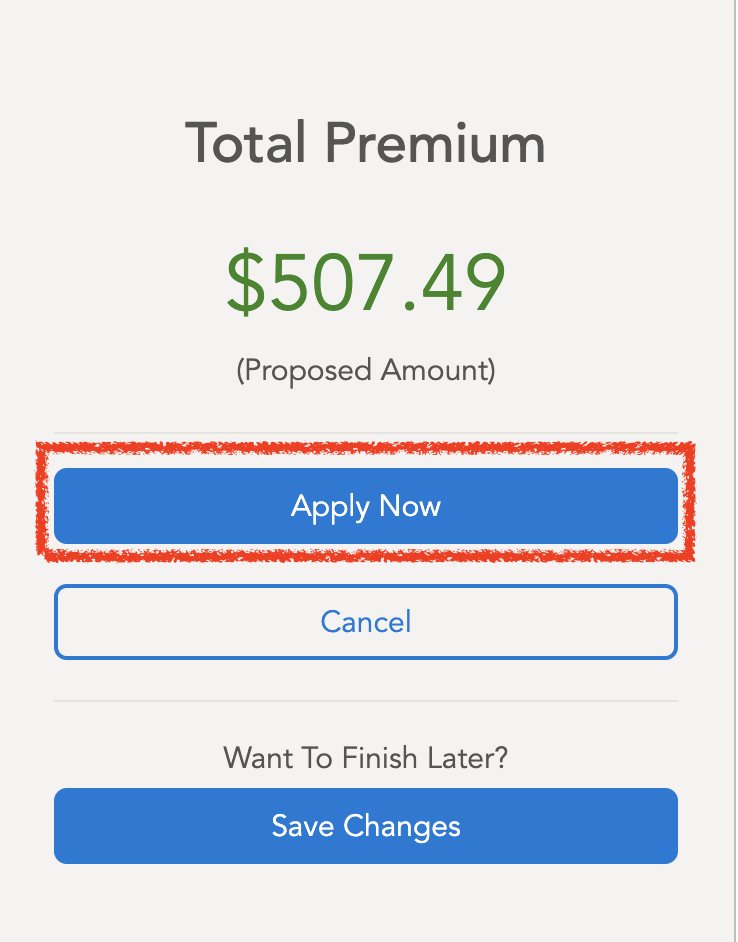 Total Premium
$507.49
(Proposed Amount)
Apply Now
Cancel
Want To Finish Later?
Save Changes